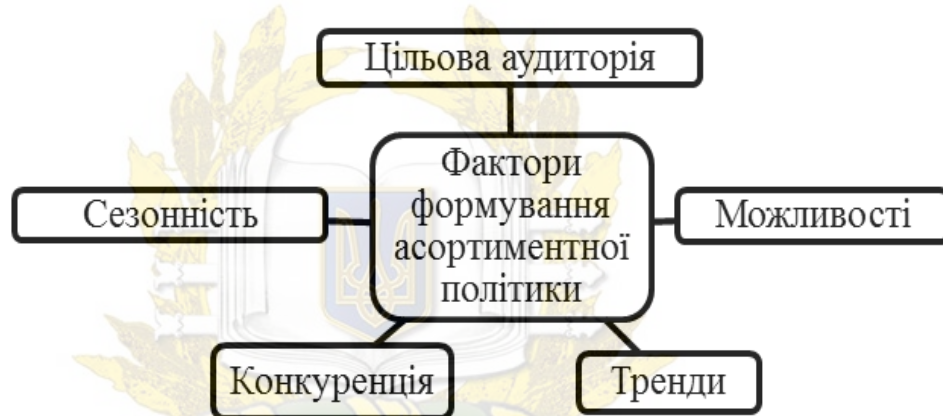 Цільова аудиторія
Сезонність
Фактори
формування
асортиментної
політики
Можливості
Конкуренція
Тренди